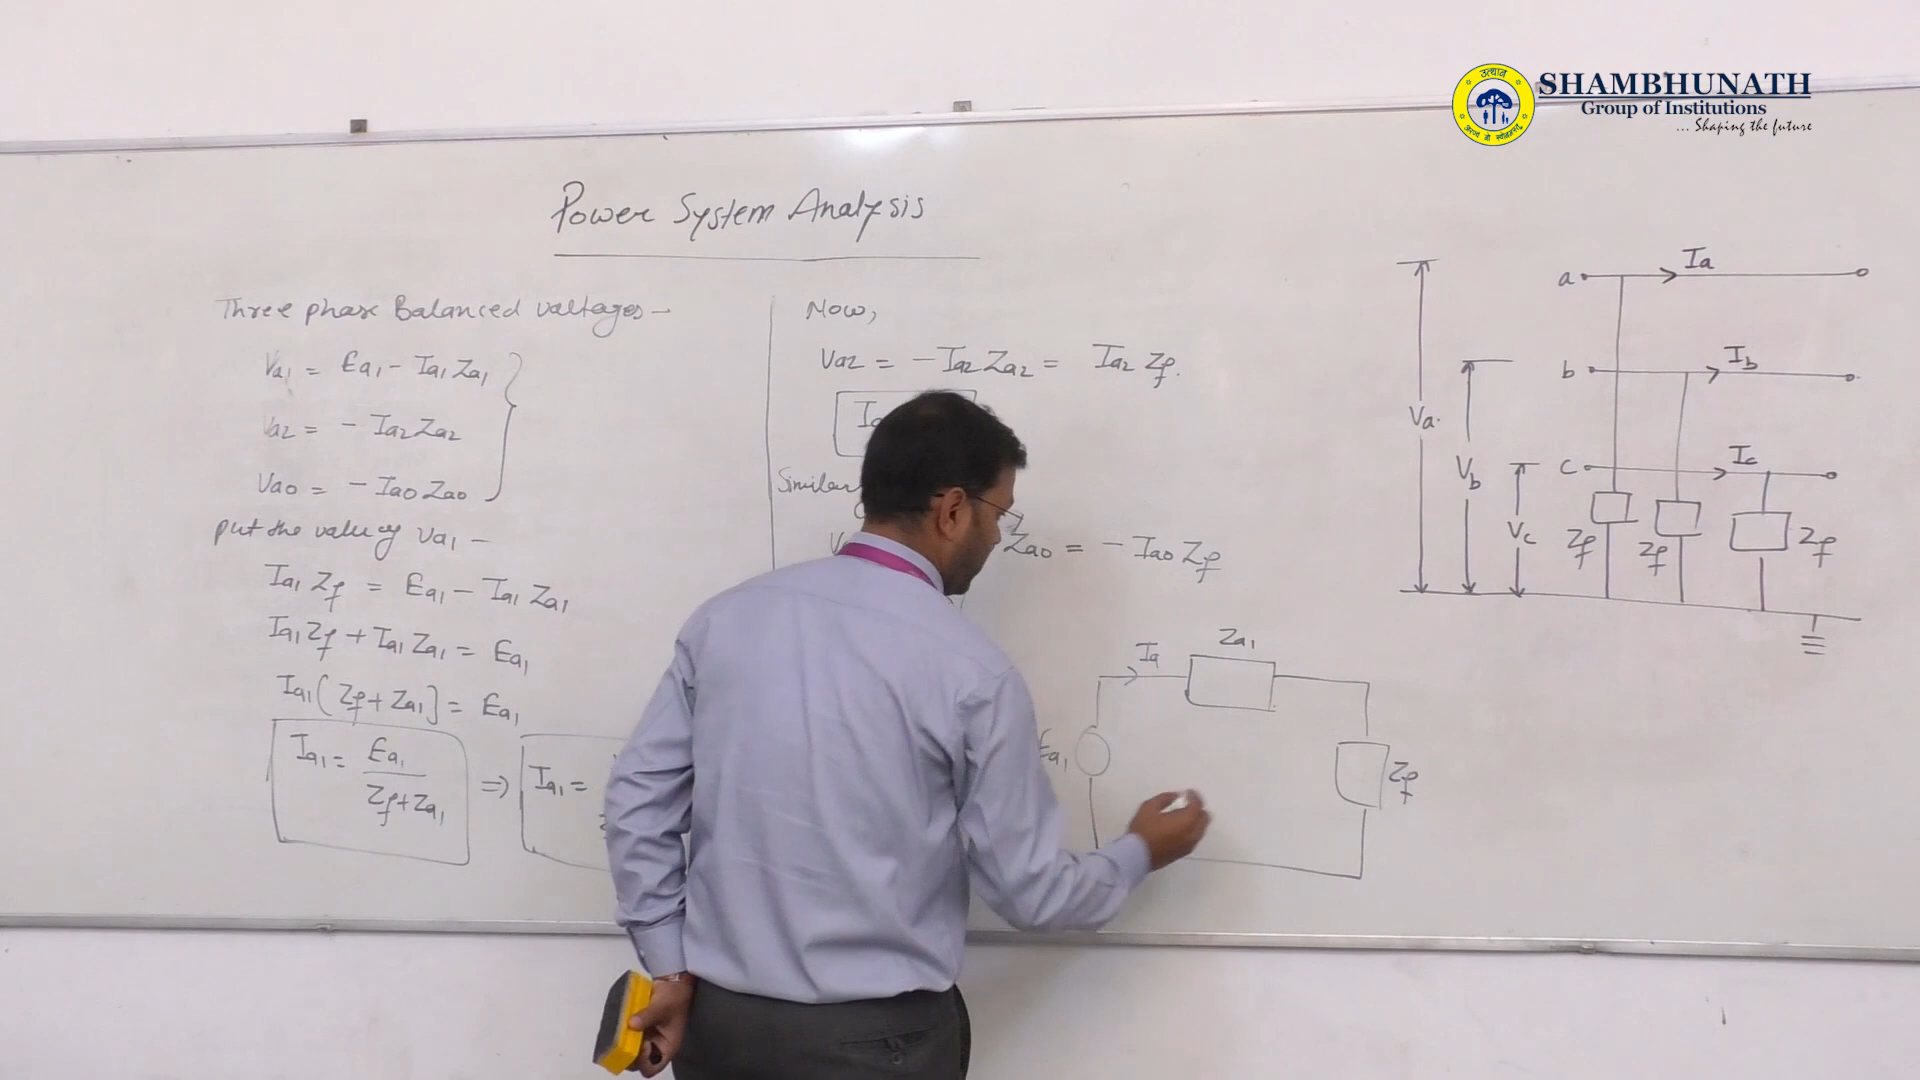 उत्थान
SHAMBHUNATH
Group of Institutions
... Shaping the future
Power System Analysis
Three phase Balanced valtages –
Va1 = Ea1 – Ia1 Za1
Va2 = – Ia2 Za2
Va0 = – Ia0 Za0
put the value of Va1 –
Ia1 Zf = Ea1 – Ia1 Za1
Ia1 Zf + Ia1 Za1 = Ea1
Ia1 (Zf + Za1] = Ea1
Ia1 = Ea1 / Zf + Za1 ⇒ Ia1 =
Now,
Va2 = – Ia2 Za2 = Ia2 Zf.
Similar
Za0 = – Ia0 Zf
Ia
Za1
Ea1
Zf
a
Ia
b
Ib
c
Ic
Va
Vb
Vc
Zf
Zf
Zf